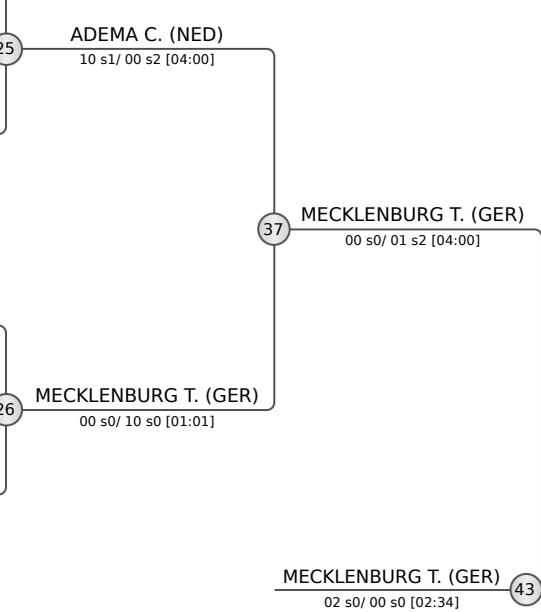 ADEMA C. (NED)
25
10 s1/ 00 s2 [04:00]
MECKLENBURG T. (GER)
37
00 s0/ 01 s2 [04:00]
MECKLENBURG T. (GER)
26
00 s0/ 10 s0 [01:01]
MECKLENBURG T. (GER)
43
02 s0/ 00 s0 [02:34]